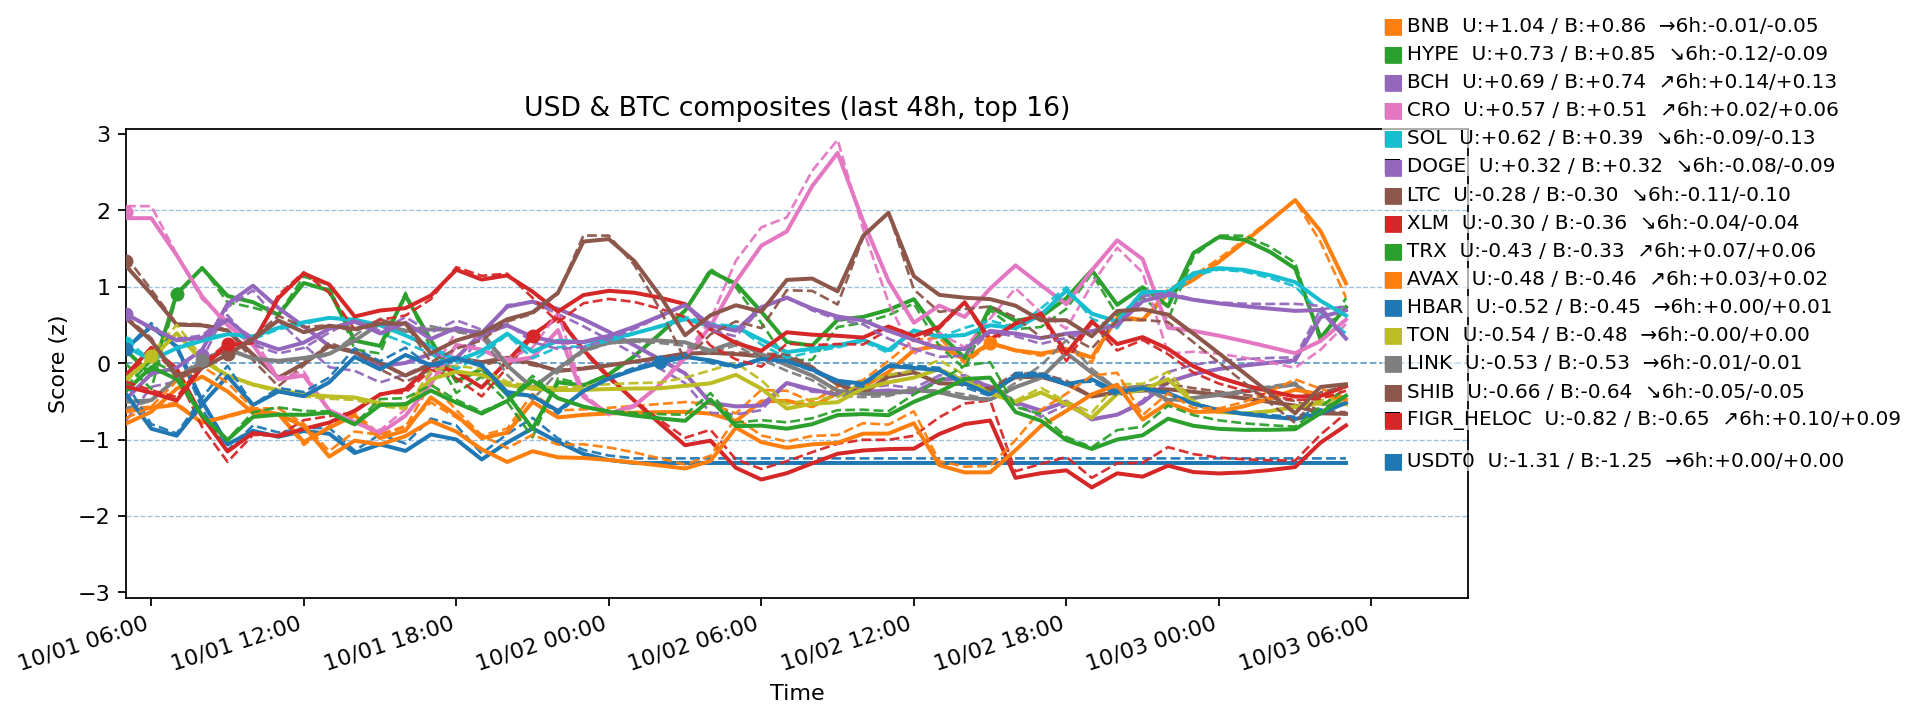 BNB U:+1.04 / B:+0.86 →6h:-0.01/-0.05
HYPE U:+0.73 / B:+0.85 ↘6h:-0.12/-0.09
BCH U:+0.69 / B:+0.74 ↗6h:+0.14/+0.13
CRO U:+0.57 / B:+0.51 ↗6h:+0.02/+0.06
SOL U:+0.62 / B:+0.39 ↘6h:-0.09/-0.13
DOGE U:+0.32 / B:+0.32 ↘6h:-0.08/-0.09
LTC U:-0.28 / B:-0.30 ↘6h:-0.11/-0.10
XLM U:-0.30 / B:-0.36 ↘6h:-0.04/-0.04
TRX U:-0.43 / B:-0.33 ↗6h:+0.07/+0.06
AVAX U:-0.48 / B:-0.46 ↗6h:+0.03/+0.02
HBAR U:-0.52 / B:-0.45 →6h:+0.00/+0.01
TON U:-0.54 / B:-0.48 →6h:-0.00/+0.00
LINK U:-0.53 / B:-0.53 →6h:-0.01/-0.01
SHIB U:-0.66 / B:-0.64 ↘6h:-0.05/-0.05
FIGR_HELOC U:-0.82 / B:-0.65 ↗6h:+0.10/+0.09
USDT0 U:-1.31 / B:-1.25 →6h:+0.00/+0.00
USD & BTC composites (last 48h, top 16)
3
2
1
0
−1
−2
−3
Score (z)
10/01 06:00
10/01 12:00
10/01 18:00
10/02 00:00
10/02 06:00
10/02 12:00
10/02 18:00
10/03 00:00
10/03 06:00
Time